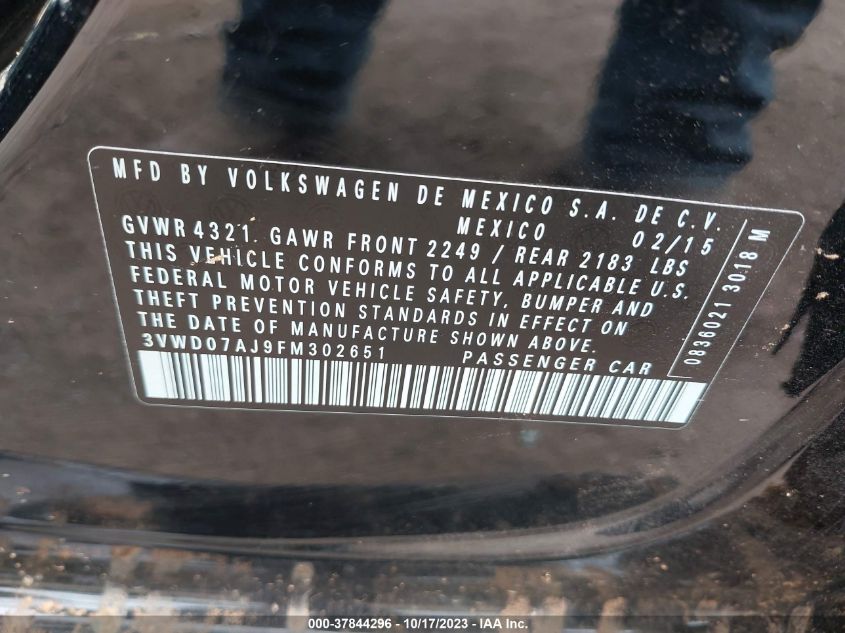 MFD BY VOLKSWAGEN DE MEXICO S.A. DE C.V.
MEXICO 02/15
GVWR 4321 GAWR FRONT 2249 / REAR 2183 LBS
THIS VEHICLE CONFORMS TO ALL APPLICABLE U.S.
FEDERAL MOTOR VEHICLE SAFETY, BUMPER AND
THEFT PREVENTION STANDARDS IN EFFECT ON
THE DATE OF MANUFACTURE SHOWN ABOVE.
3VWD07AJ9FM302651 PASSENGER CAR
0836021 3018 M
000-37844296 - 10/17/2023 - IAA Inc.